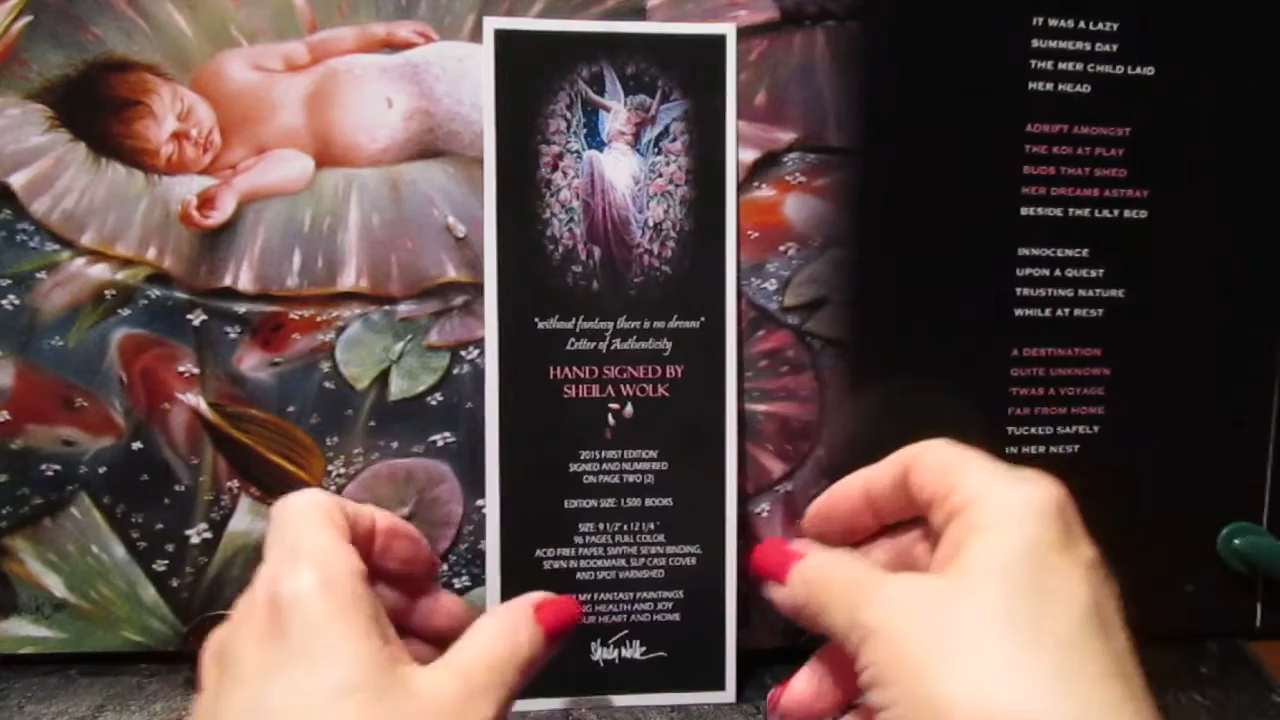 "without fantasy there is no dream"
Letter of Authenticity
HAND SIGNED BY
SHEILA WOLK
'2015 FIRST EDITION'
SIGNED AND NUMBERED
ON PAGE TWO (2)
EDITION SIZE: 1,500 BOOKS
SIZE: 9 1/2" x 12 1/4"
96 PAGES, FULL COLOR,
ACID FREE PAPER, SMYTHE SEWN BINDING,
SEWN IN BOOKMARK, SLIP CASE COVER
AND SPOT VARNISHED
MY FANTASY PAINTINGS
HEALTH AND JOY
HEART AND HOME
Sheila Wolk
IT WAS A LAZY
SUMMERS DAY
THE MER CHILD LAID
HER HEAD
ADRIFT AMONGST
THE KOI AT PLAY
BUDS THAT SHED
HER DREAMS ASTRAY
BESIDE THE LILY BED
INNOCENCE
UPON A QUEST
TRUSTING NATURE
WHILE AT REST
A DESTINATION
QUITE UNKNOWN
'TWAS A VOYAGE
FAR FROM HOME
TUCKED SAFELY
IN HER NEST